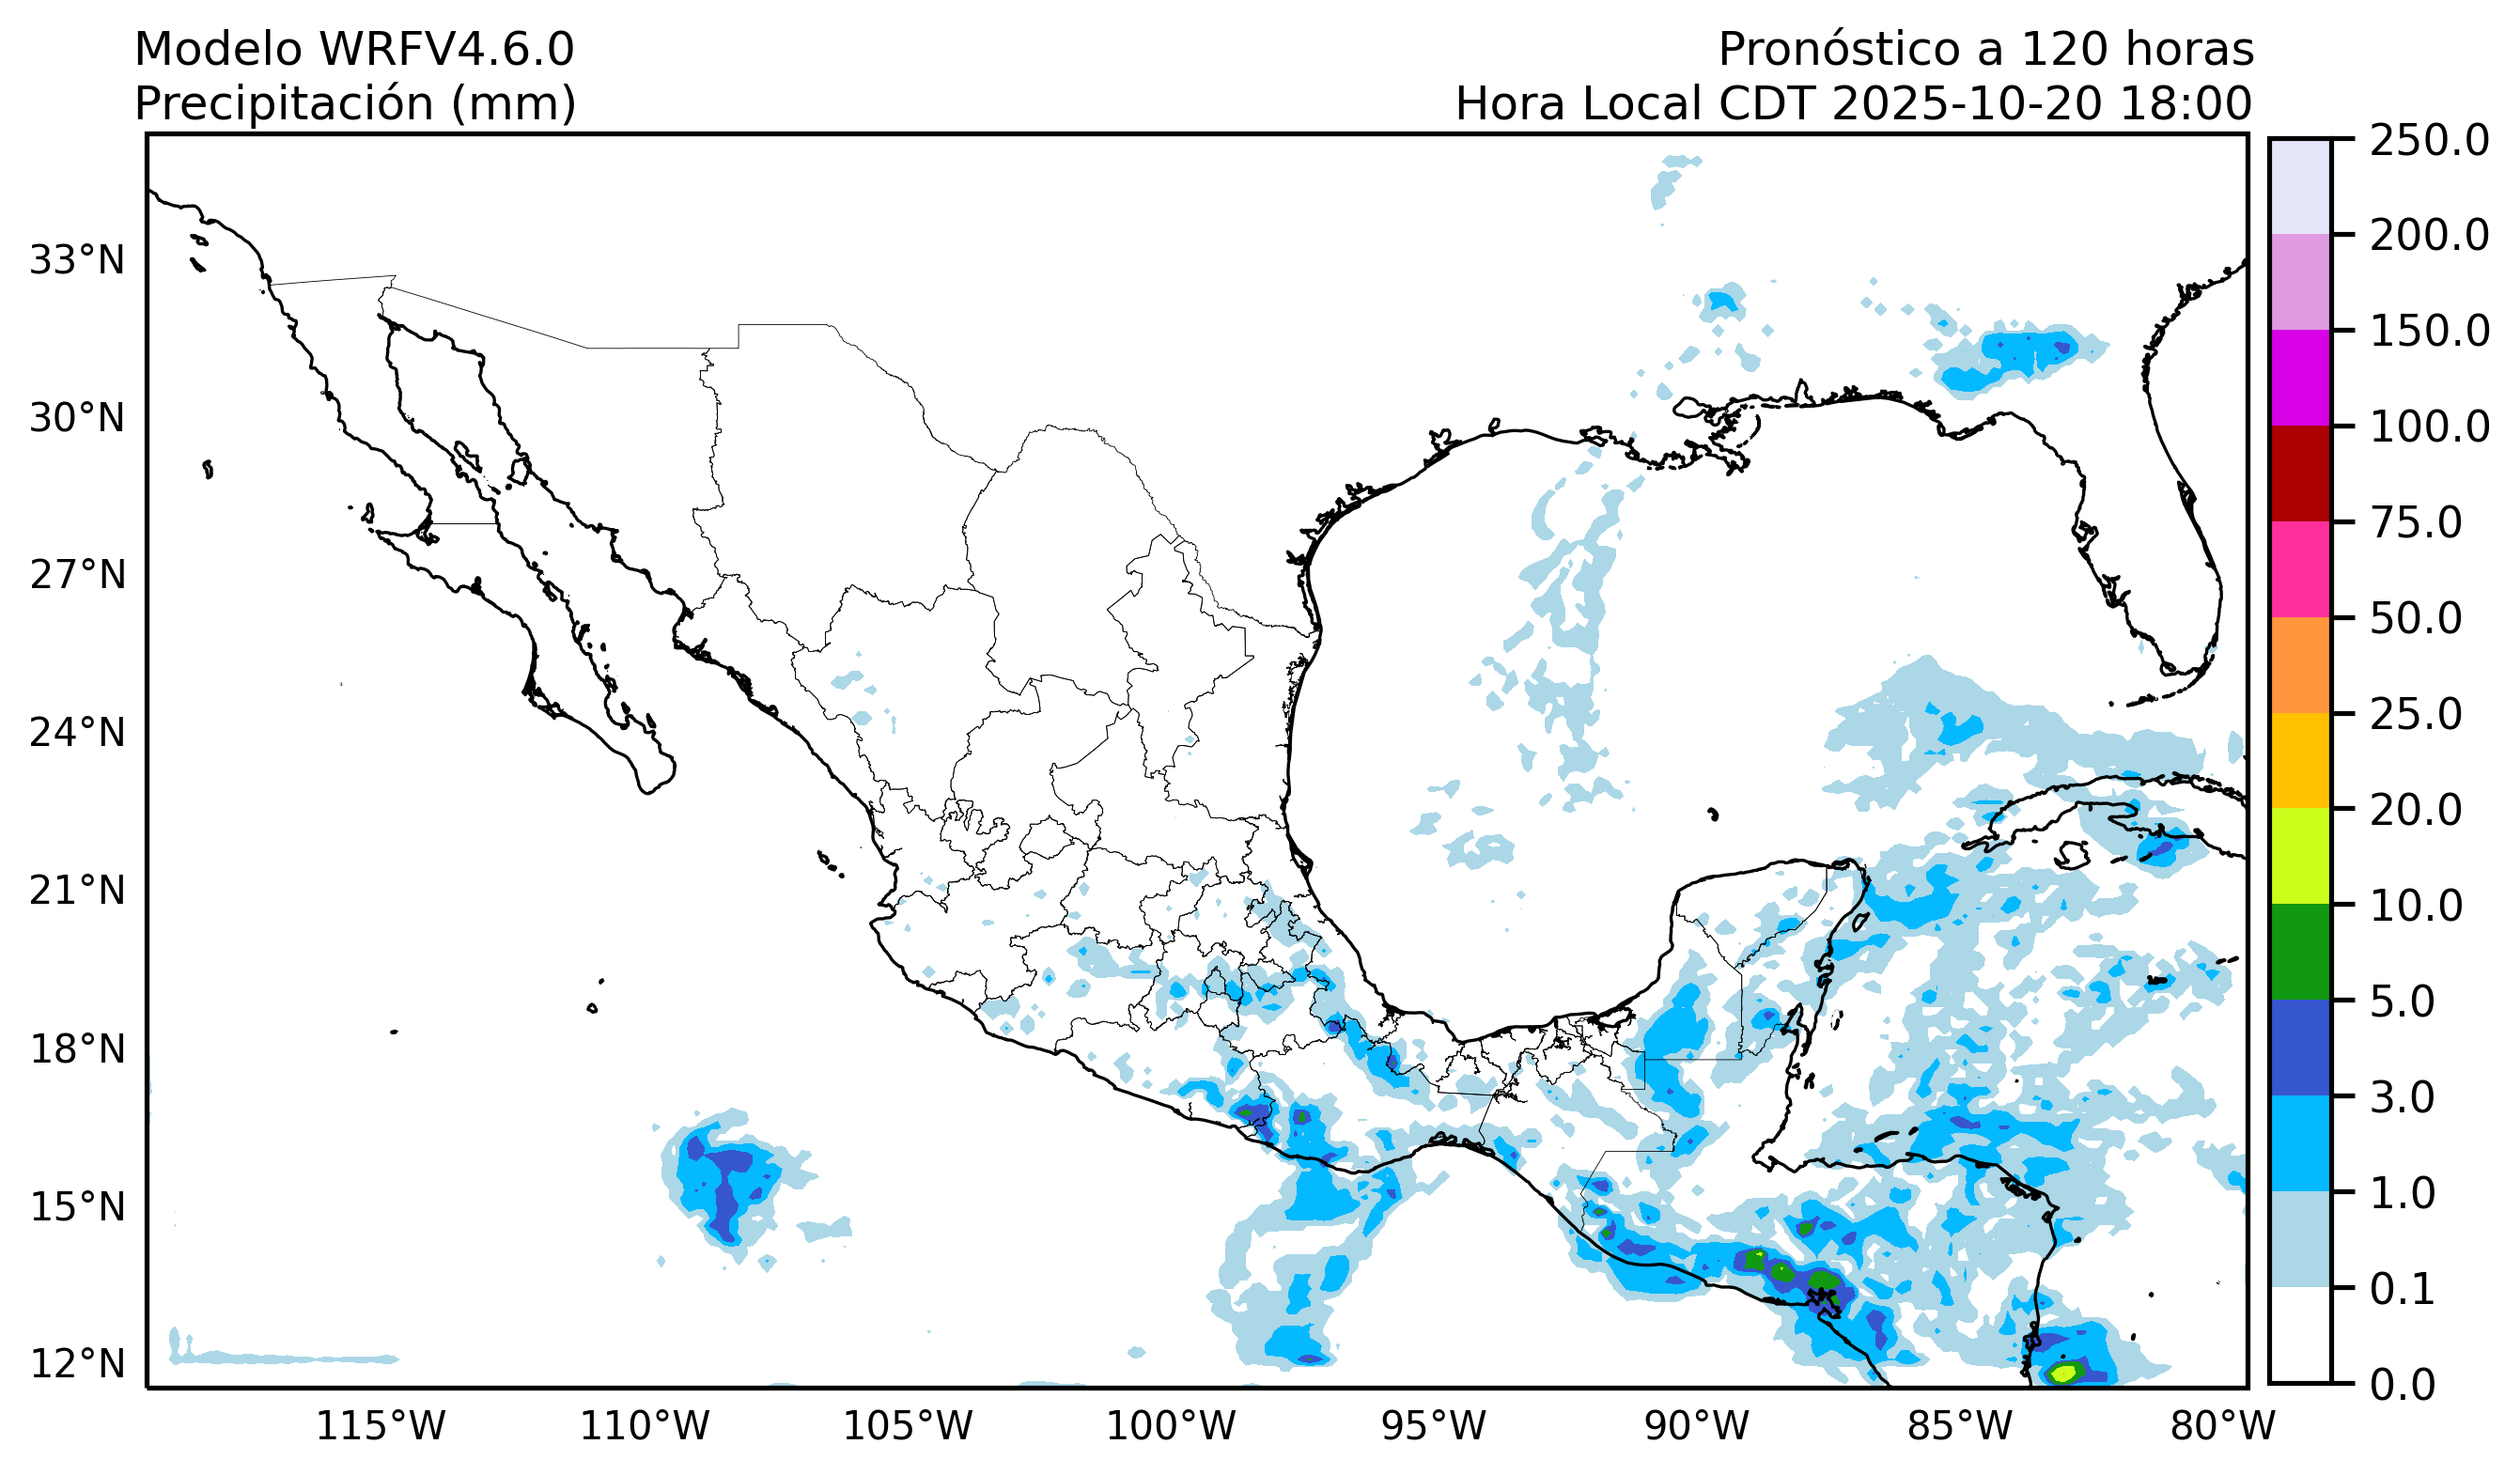 Modelo WRFV4.6.0
Precipitación (mm)
Pronóstico a 120 horas
Hora Local CDT 2025-10-20 18:00
33°N
30°N
27°N
24°N
21°N
18°N
15°N
12°N
115°W
110°W
105°W
100°W
95°W
90°W
85°W
80°W
250.0
200.0
150.0
100.0
75.0
50.0
25.0
20.0
10.0
5.0
3.0
1.0
0.1
0.0